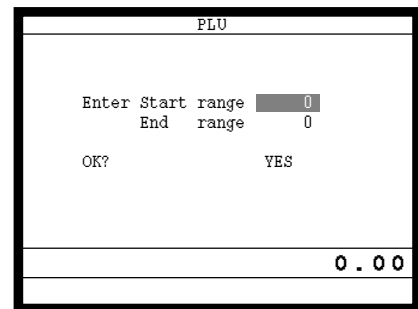 PLU
Enter Start range 0
End range 0
OK? YES
0.00